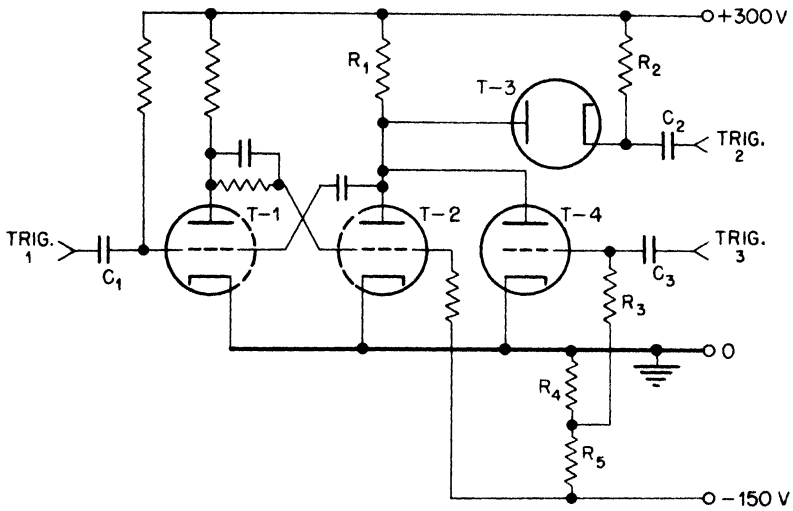 +300V
R1
R2
T-3
C2
TRIG.
2
T-1
T-2
T-4
TRIG.
1
C1
TRIG.
3
C3
R3
0
R4
R5
-150 V